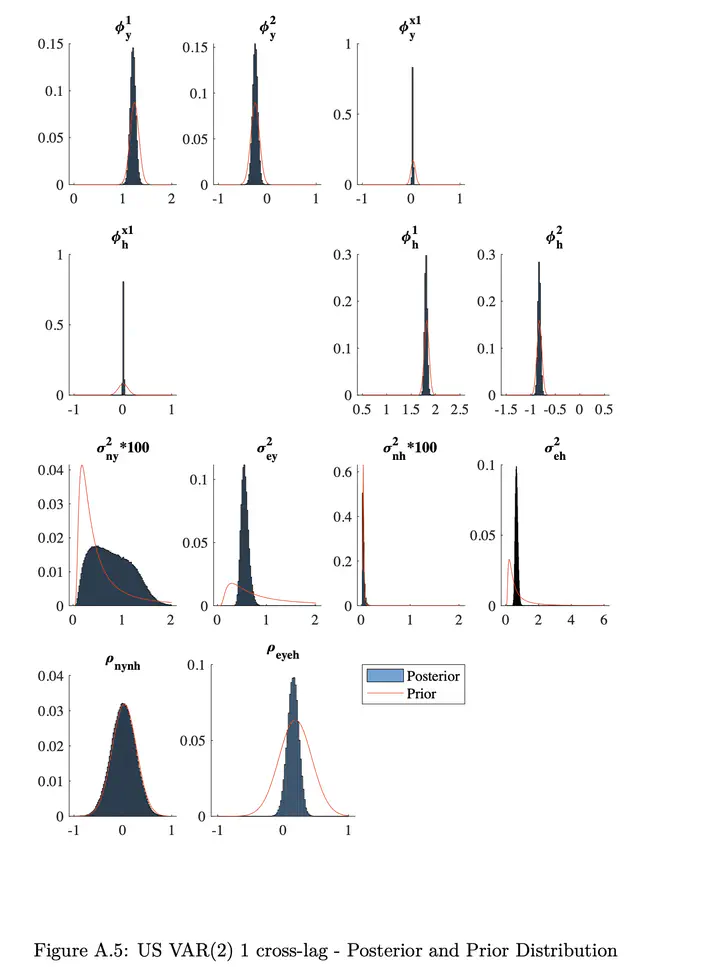 ϕ_y^1 ϕ_y^2 ϕ_y^x1
0.15 0.15 1
0.1 0.1
0.5
0.05 0.05
0 0 0
0 1 2 -1 0 1 -1 0 1
ϕ_h^x1 ϕ_h^1 ϕ_h^2
1 0.3 0.3
0.2 0.2
0.5
0.1 0.1
0 0 0
-1 0 1 0.5 1 1.5 2 2.5 -1.5 -1 -0.5 0 0.5
σ_ny^2*100 σ_ey^2 σ_nh^2*100 σ_eh^2
0.04 0.1 0.6 0.1
0.03 0.4
0.02 0.05 0.05
0.01 0.2
0 0 0 0
0 1 2 0 2 0 1 2 0 2 4 6
ρ_nynh ρ_eyeh
0.04 0.1
0.03
0.02 0.05
0.01
0 0
-1 0 1 -1 0 1
Posterior
Prior
Figure A.5: US VAR(2) 1 cross-lag - Posterior and Prior Distribution